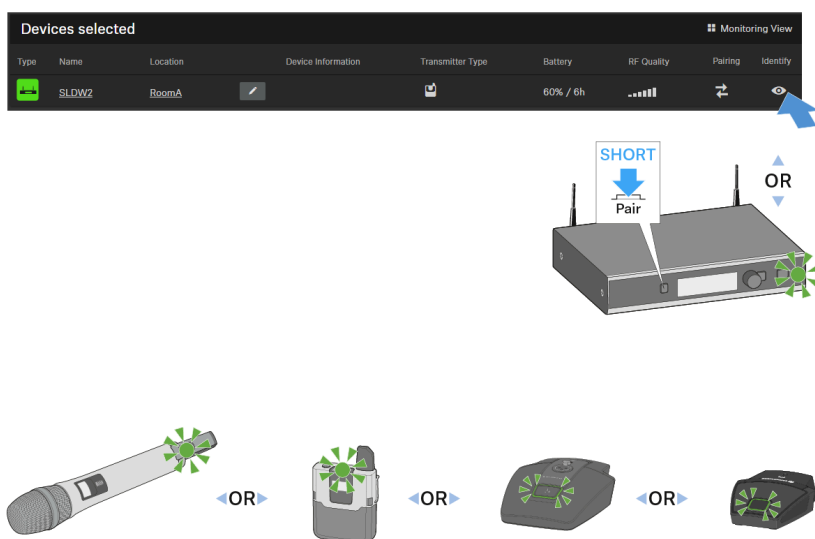 Devices selected
Monitoring View
Type Name Location Device Information Transmitter Type Battery RF Quality Pairing Identify
SLDW2 RoomA 60% / 6h
SHORT
Pair
OR
OR OR OR